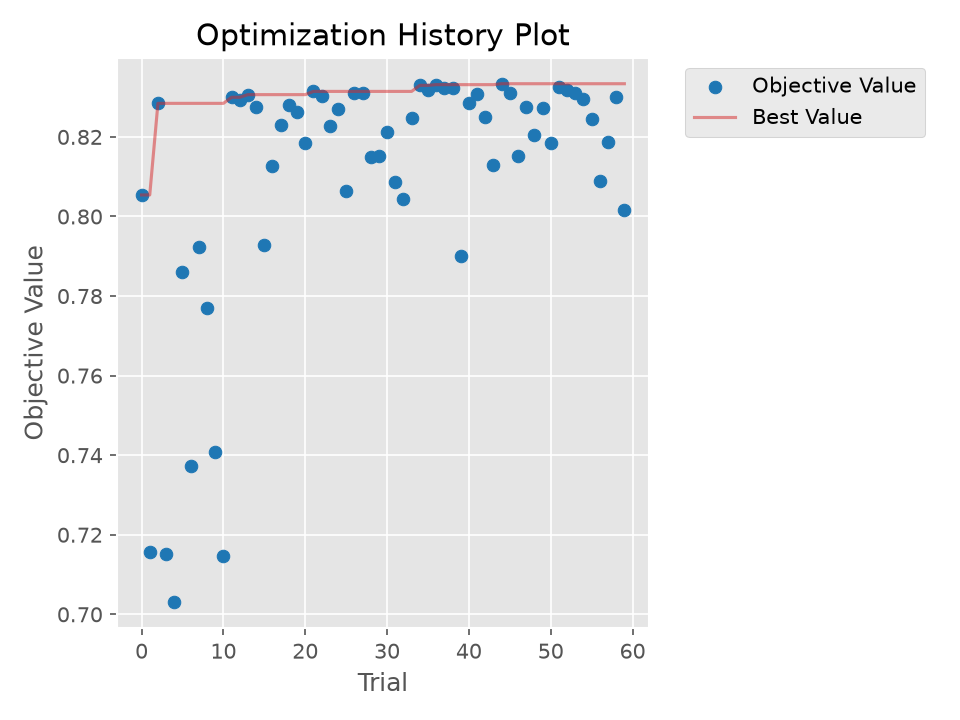 Optimization History Plot
Objective Value
Best Value
Objective Value
0.82
0.80
0.78
0.76
0.74
0.72
0.70
0 10 20 30 40 50 60
Trial